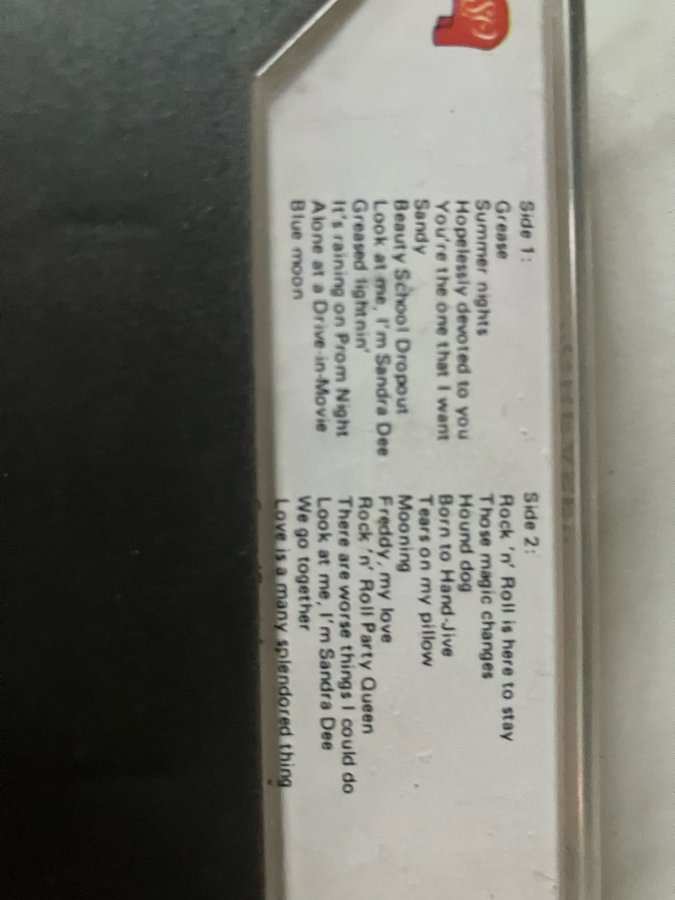 Side 1:
Grease
Summer nights
Hopelessly devoted to you
You're the one that I want
Sandy
Beauty School Dropout
Look at me, I'm Sandra Dee
Greased lightnin'
It's raining on Prom Night
Alone at a Drive-in-Movie
Blue moon
Side 2:
Rock 'n' Roll is here to stay
Those magic changes
Hound dog
Born to Hand-Jive
Tears on my pillow
Mooning
Freddy, my love
Rock 'n' Roll Party Queen
There are worse things I could do
Look at me, I'm Sandra Dee
We go together
Love is a many splendored thing